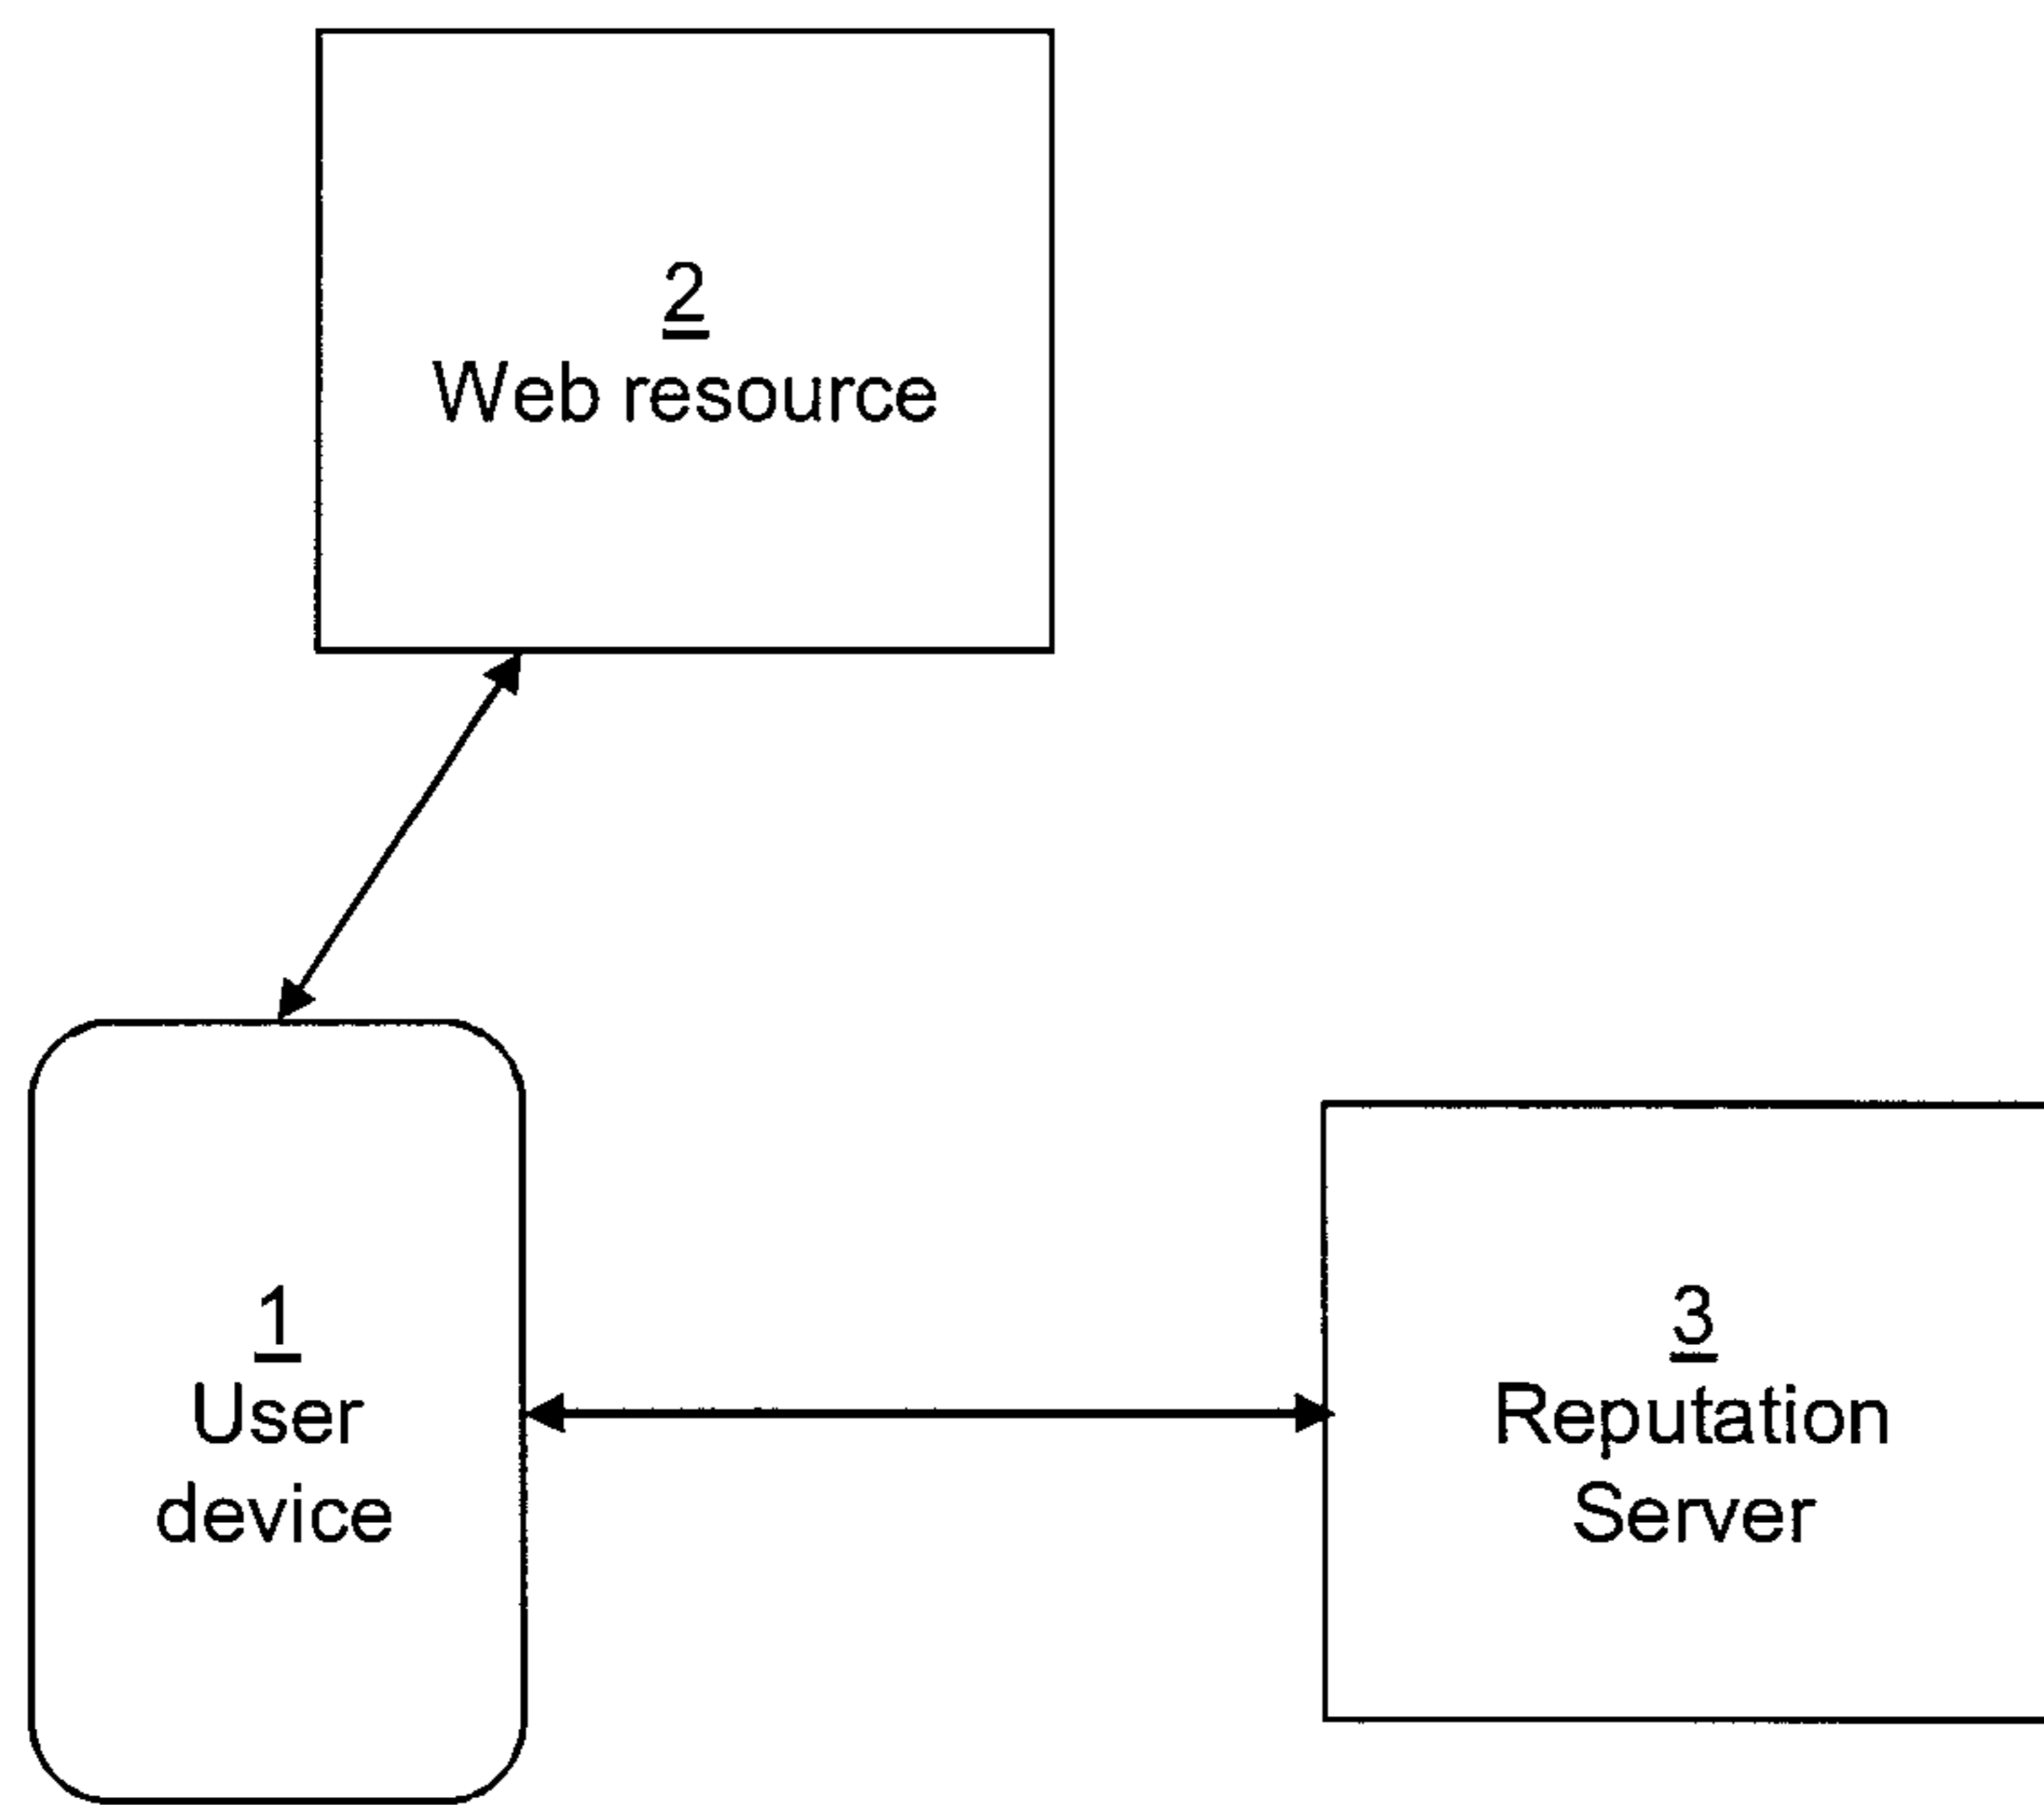 2
Web resource
1
User
device
3
Reputation
Server